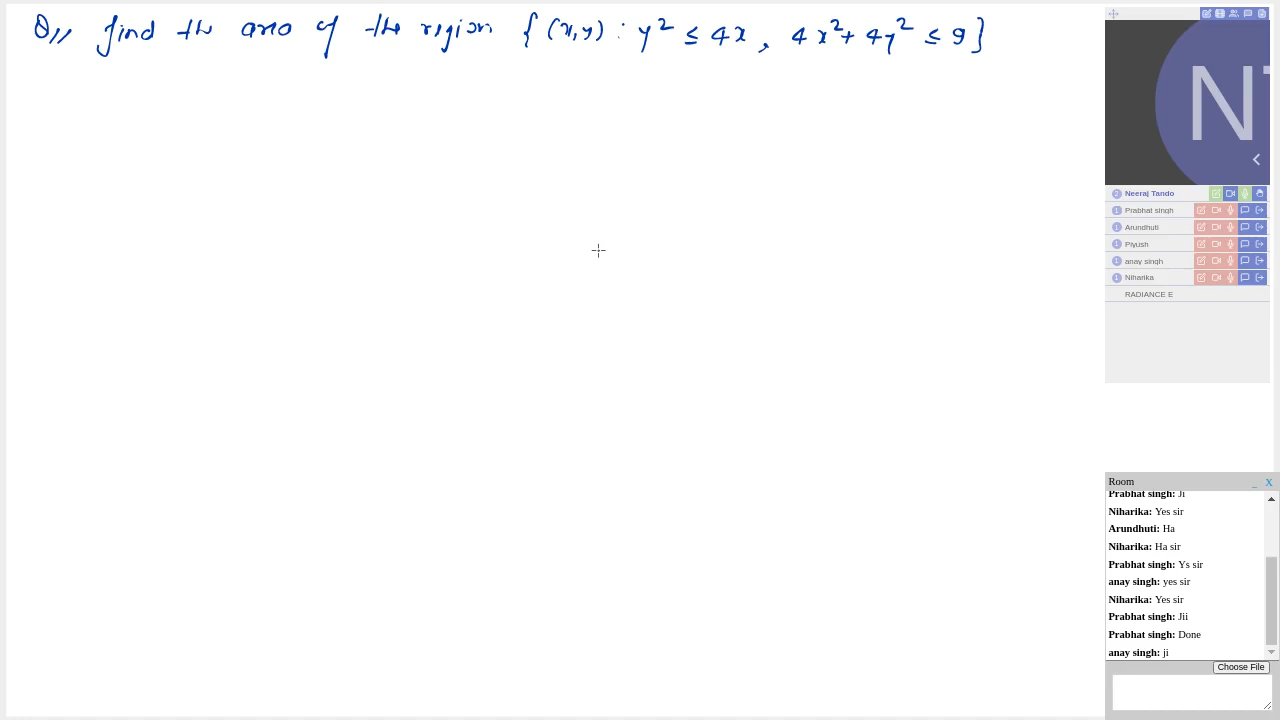 Q// find the area of the region { (x,y) : y² ≤ 4x , 4x² + 4y² ≤ 9 }
NT
Neeraj Tando
Prabhat singh
Arundhuti
Piyush
anay singh
Niharika
RADIANCE E
Room _ X
Prabhat singh: Ji
Niharika: Yes sir
Arundhuti: Ha
Niharika: Ha sir
Prabhat singh: Ys sir
anay singh: yes sir
Niharika: Yes sir
Prabhat singh: Jii
Prabhat singh: Done
anay singh: ji
Choose File